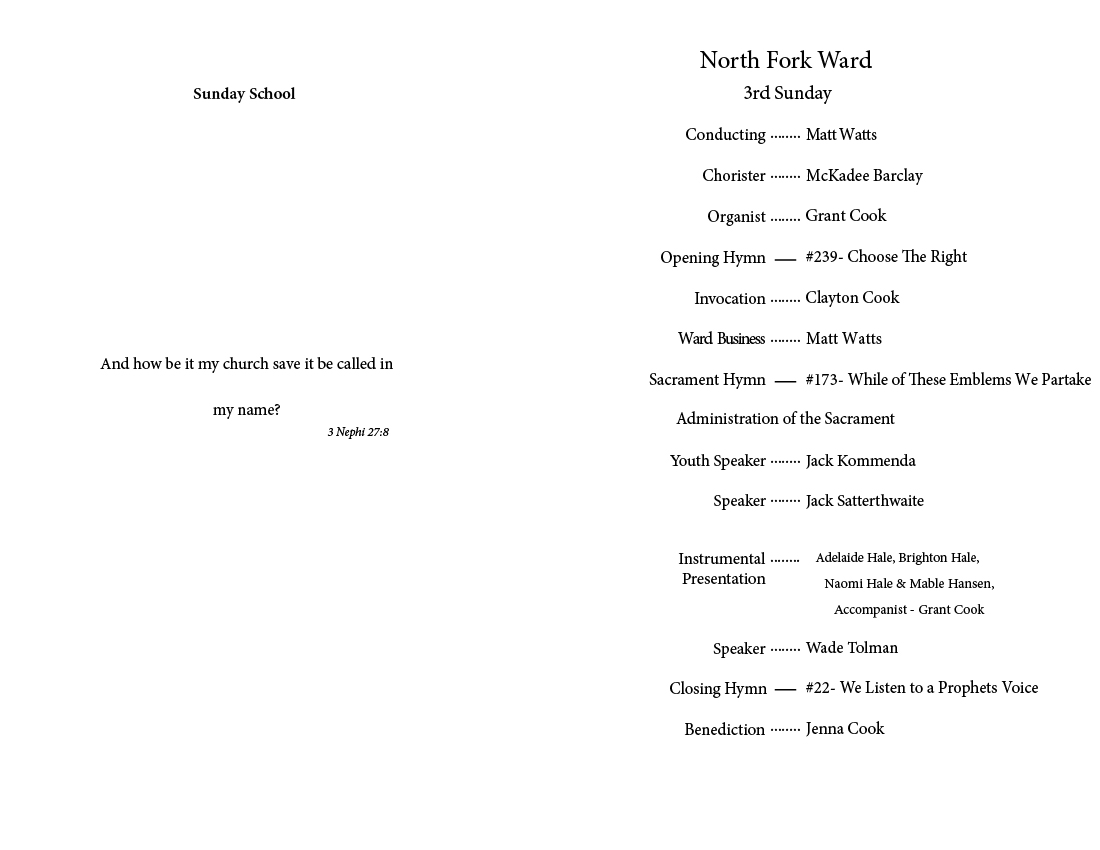 Sunday School
And how be it my church save it be called in
my name?
3 Nephi 27:8
North Fork Ward
3rd Sunday
Conducting ........ Matt Watts
Chorister ........ McKadee Barclay
Organist ........ Grant Cook
Opening Hymn — #239- Choose The Right
Invocation ........ Clayton Cook
Ward Business ........ Matt Watts
Sacrament Hymn — #173- While of These Emblems We Partake
Administration of the Sacrament
Youth Speaker ........ Jack Kommenda
Speaker ........ Jack Satterthwaite
Instrumental ........ Adelaide Hale, Brighton Hale,
Presentation Naomi Hale & Mable Hansen,
Accompanist - Grant Cook
Speaker ........ Wade Tolman
Closing Hymn — #22- We Listen to a Prophets Voice
Benediction ........ Jenna Cook